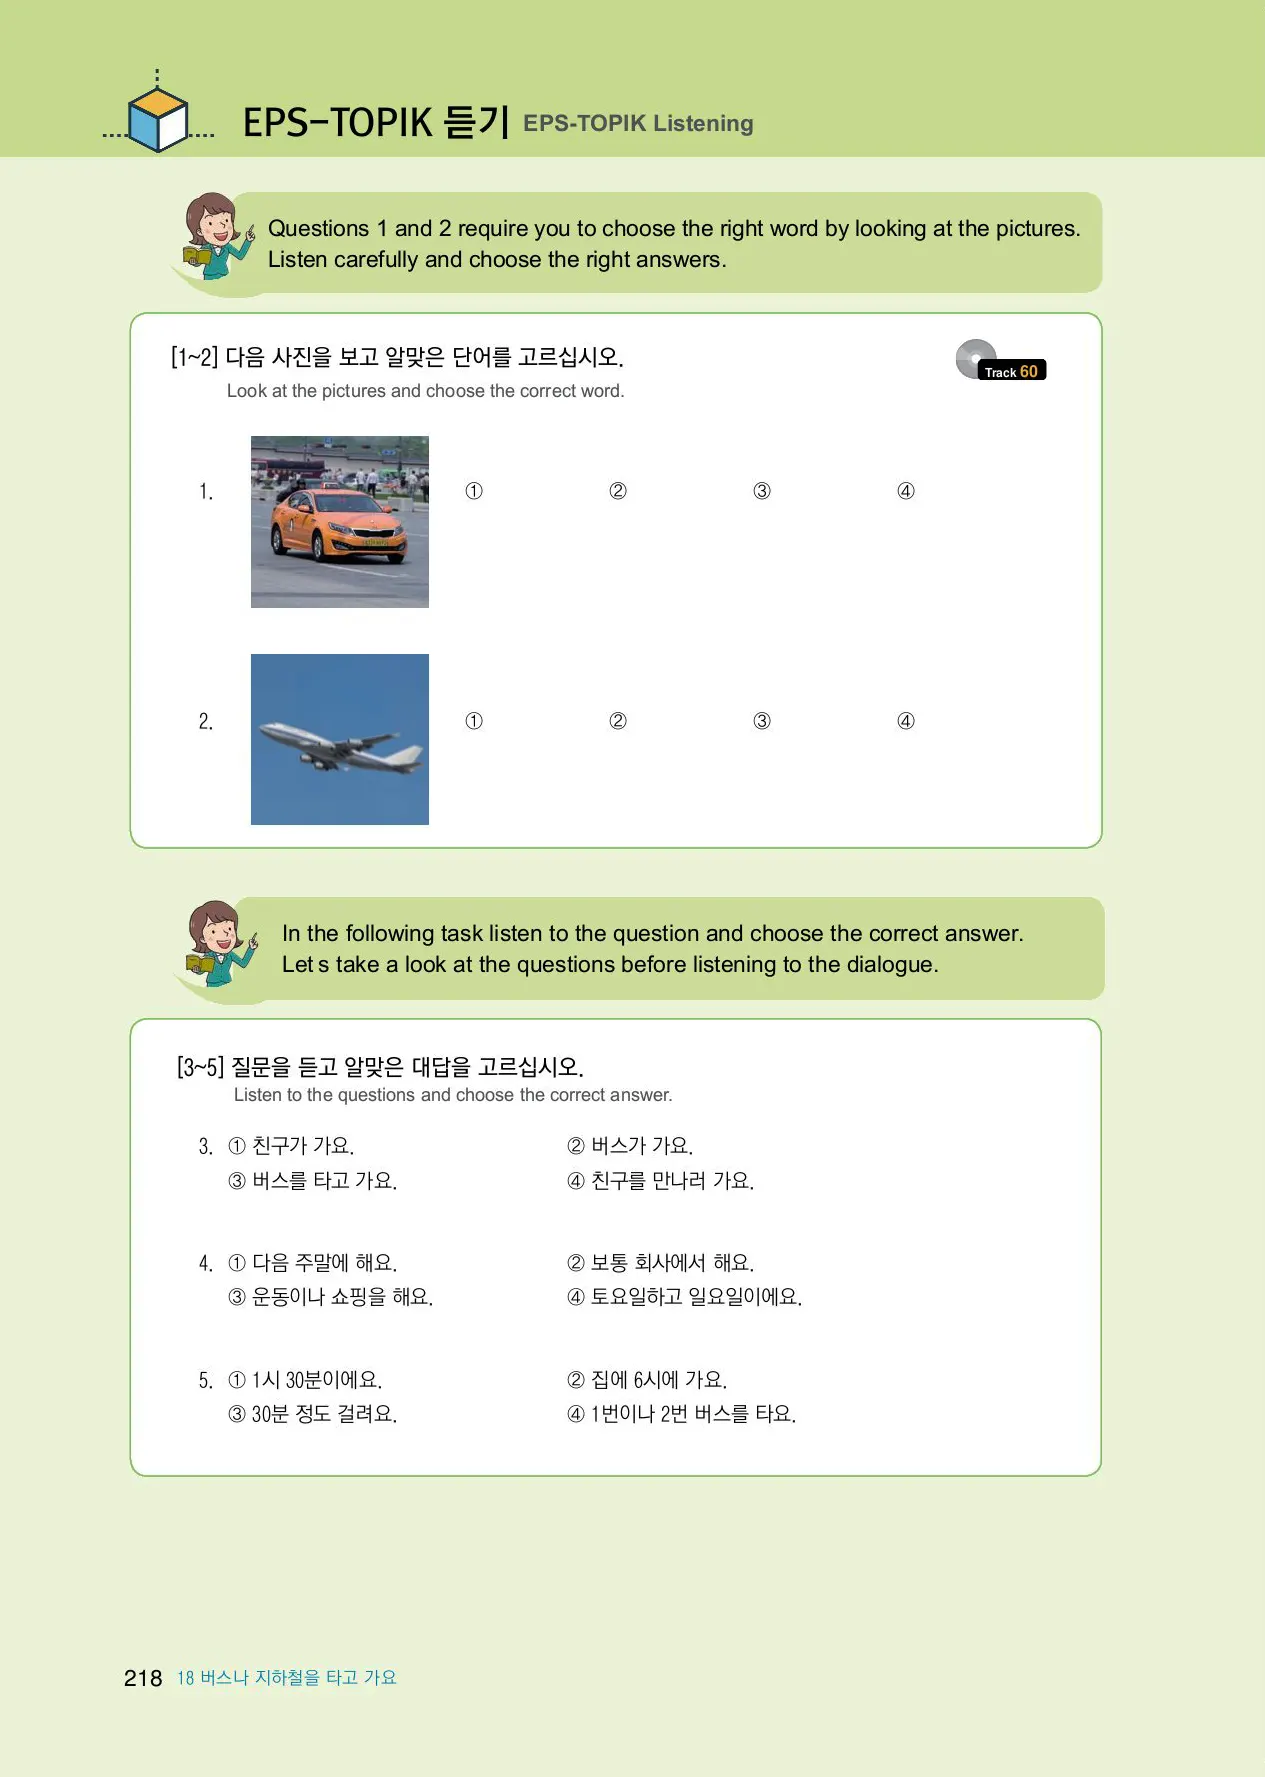 EPS-TOPIK 듣기 EPS-TOPIK Listening
Questions 1 and 2 require you to choose the right word by looking at the pictures.
Listen carefully and choose the right answers.
[1~2] 다음 사진을 보고 알맞은 단어를 고르십시오.
Track 60
Look at the pictures and choose the correct word.
1. ① ② ③ ④
2. ① ② ③ ④
In the following task listen to the question and choose the correct answer.
Let s take a look at the questions before listening to the dialogue.
[3~5] 질문을 듣고 알맞은 대답을 고르십시오.
Listen to the questions and choose the correct answer.
3. ① 친구가 가요. ② 버스가 가요.
③ 버스를 타고 가요. ④ 친구를 만나러 가요.
4. ① 다음 주말에 해요. ② 보통 회사에서 해요.
③ 운동이나 쇼핑을 해요. ④ 토요일하고 일요일이에요.
5. ① 1시 30분이에요. ② 집에 6시에 가요.
③ 30분 정도 걸려요. ④ 1번이나 2번 버스를 타요.
218 18 버스나 지하철을 타고 가요